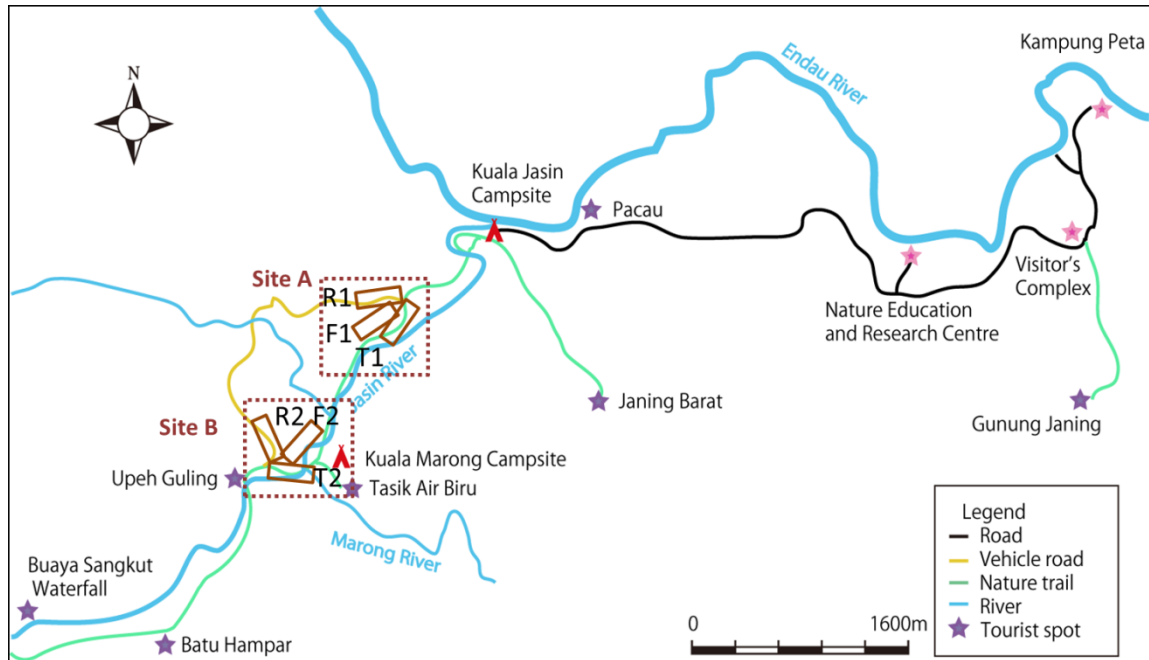 Kampung Peta
N
Endau River
Kuala Jasin
Campsite
Pacau
Site A
R1
F1
T1
Visitor's
Complex
Nature Education
and Research Centre
Jasin River
Janing Barat
Gunung Janing
Site B
R2 F2
Kuala Marong Campsite
Upeh Guling
T2
Tasik Air Biru
Marong River
Buaya Sangkut
Waterfall
Batu Hampar
0 1600m
Legend
Road
Vehicle road
Nature trail
River
Tourist spot